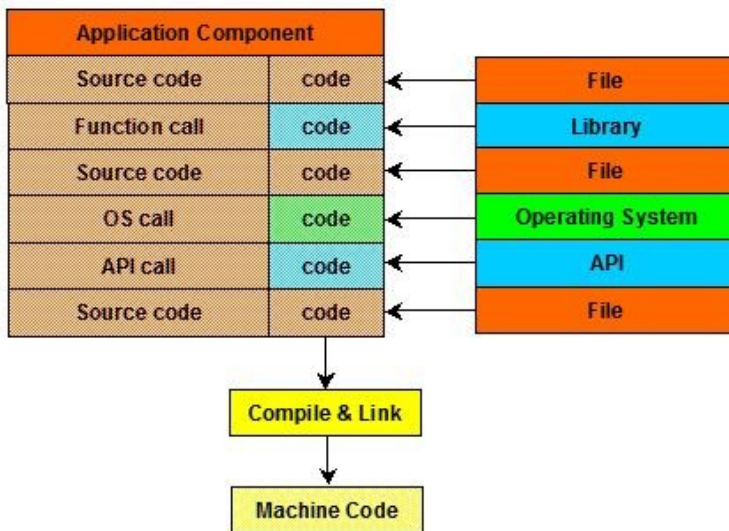 Application Component
Source code code File
Function call code Library
Source code code File
OS call code Operating System
API call code API
Source code code File
Compile & Link
Machine Code